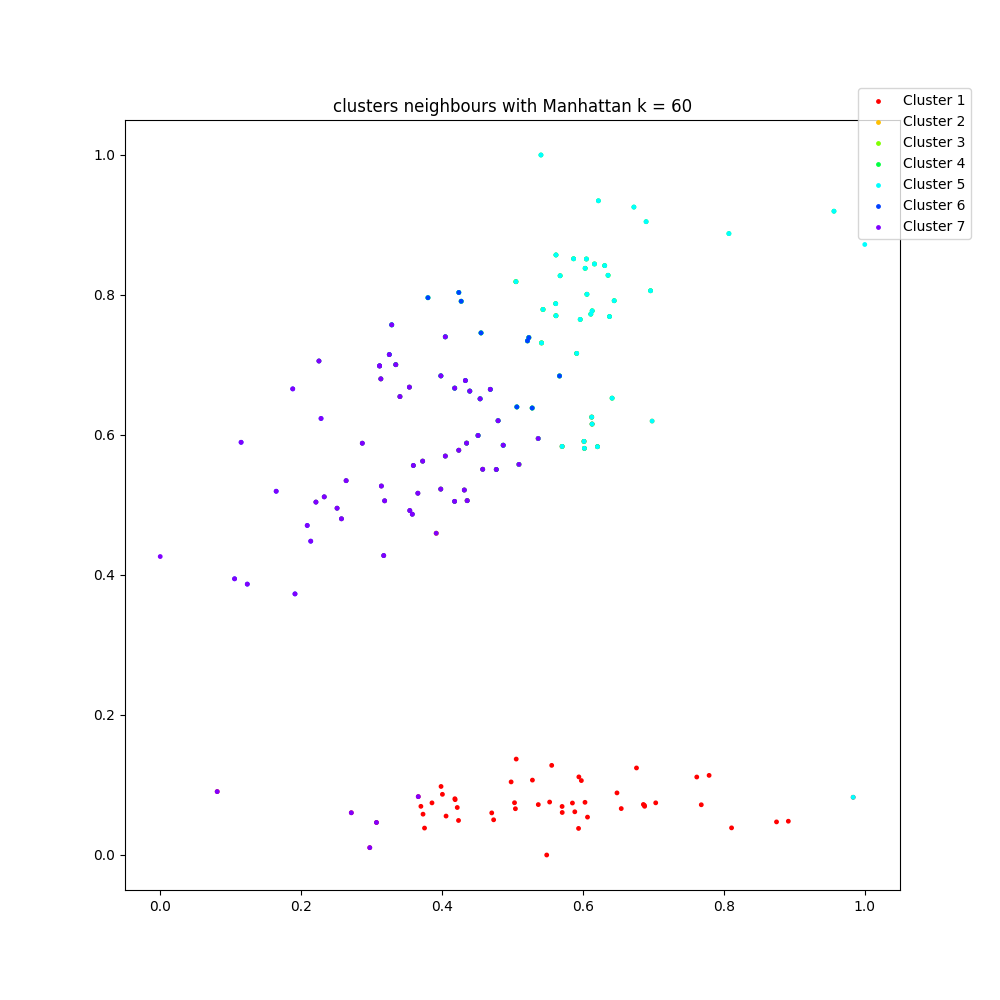 clusters neighbours with Manhattan k = 60
Cluster 1
Cluster 2
Cluster 3
Cluster 4
Cluster 5
Cluster 6
Cluster 7
1.0
0.8
0.6
0.4
0.2
0.0
0.0 0.2 0.4 0.6 0.8 1.0